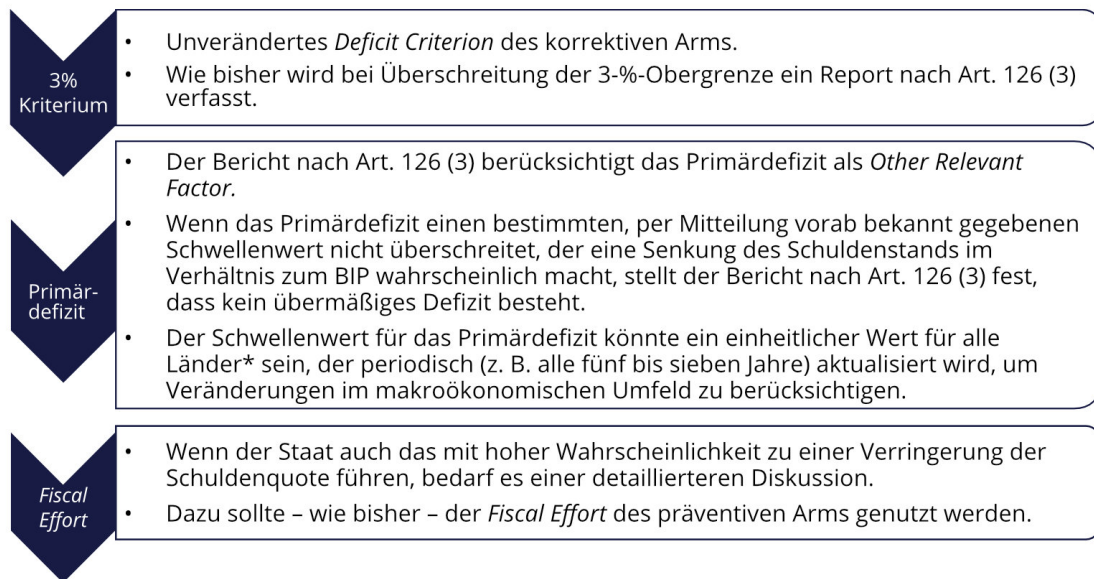 3%
Kriterium
• Unverändertes Deficit Criterion des korrektiven Arms.
• Wie bisher wird bei Überschreitung der 3-%-Obergrenze ein Report nach Art. 126 (3)
verfasst.
Primär-
defizit
• Der Bericht nach Art. 126 (3) berücksichtigt das Primärdefizit als Other Relevant
Factor.
• Wenn das Primärdefizit einen bestimmten, per Mitteilung vorab bekannt gegebenen
Schwellenwert nicht überschreitet, der eine Senkung des Schuldenstands im
Verhältnis zum BIP wahrscheinlich macht, stellt der Bericht nach Art. 126 (3) fest,
dass kein übermäßiges Defizit besteht.
• Der Schwellenwert für das Primärdefizit könnte ein einheitlicher Wert für alle
Länder* sein, der periodisch (z. B. alle fünf bis sieben Jahre) aktualisiert wird, um
Veränderungen im makroökonomischen Umfeld zu berücksichtigen.
Fiscal
Effort
• Wenn der Staat auch das mit hoher Wahrscheinlichkeit zu einer Verringerung der
Schuldenquote führen, bedarf es einer detaillierteren Diskussion.
• Dazu sollte – wie bisher – der Fiscal Effort des präventiven Arms genutzt werden.